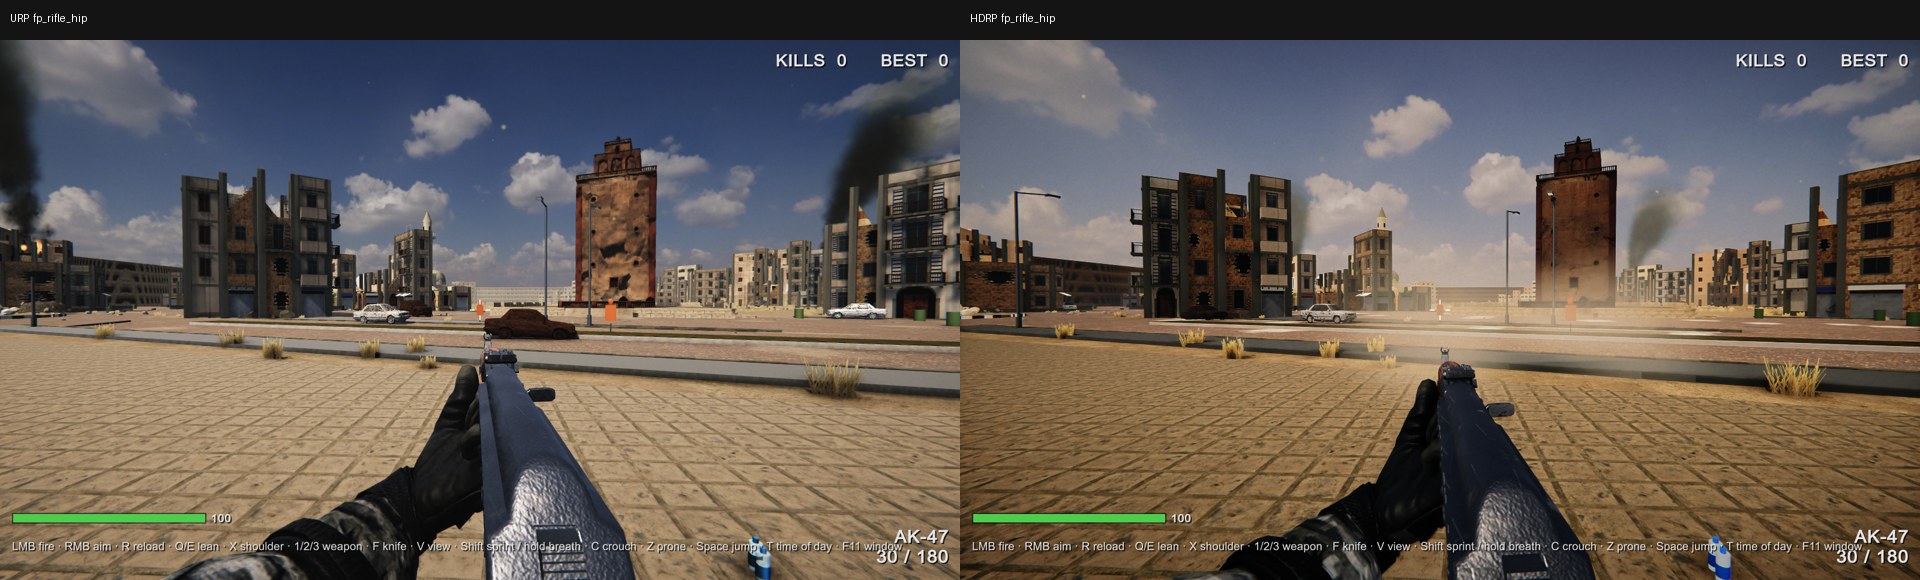 URP fp_rifle_hip
KILLS 0 BEST 0
100
AK-47
LMB fire · RMB aim · R reload · Q/E lean · X shoulder · 1/2/3 weapon · F knife · V view · Shift sprint / hold breath · C crouch · Z prone · Space jump · T time of day · F11 window
30 / 180
HDRP fp_rifle_hip
KILLS 0 BEST 0
100
AK-47
LMB fire · RMB aim · R reload · Q/E lean · X shoulder · 1/2/3 weapon · F knife · V view · Shift sprint / hold breath · C crouch · Z prone · Space jump · T time of day · F11 window
30 / 180